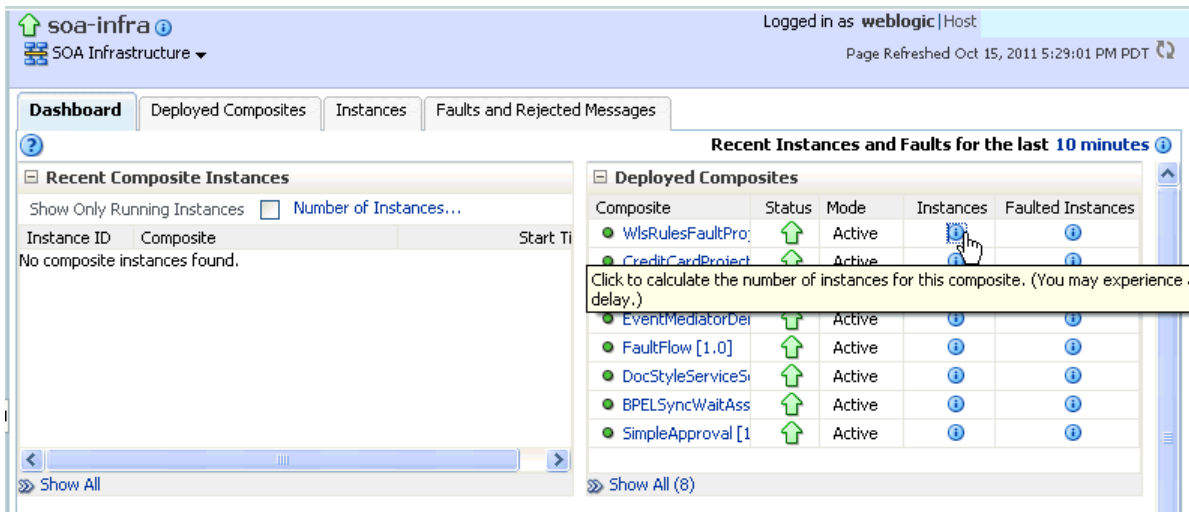 soa-infra
Logged in as weblogic|Host
SOA Infrastructure
Page Refreshed Oct 15, 2011 5:29:01 PM PDT
Dashboard Deployed Composites Instances Faults and Rejected Messages
Recent Instances and Faults for the last 10 minutes
Recent Composite Instances
Show Only Running Instances Number of Instances...
Instance ID Composite Start Ti
No composite instances found.
Show All
Deployed Composites
Composite Status Mode Instances Faulted Instances
WlsRulesFaultProj Active
CreditCardProject Active
Click to calculate the number of instances for this composite. (You may experience a
delay.)
EventMediatorDer Active
FaultFlow [1.0] Active
DocStyleServiceSe Active
BPELSyncWaitAss Active
SimpleApproval [1 Active
Show All (8)